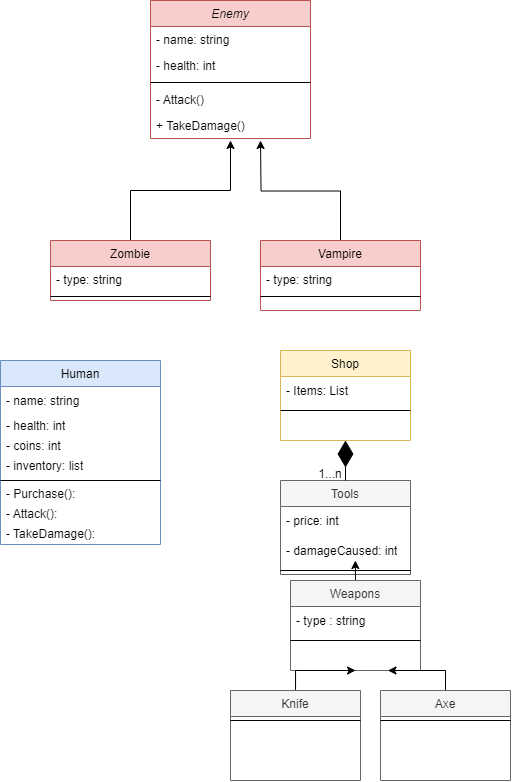 Enemy
- name: string
- health: int
- Attack()
+ TakeDamage()
Zombie
- type: string
Vampire
- type: string
Human
- name: string
- health: int
- coins: int
- inventory: list
- Purchase():
- Attack():
- TakeDamage():
Shop
- Items: List
1...n
Tools
- price: int
- damageCaused: int
Weapons
- type : string
Knife
Axe